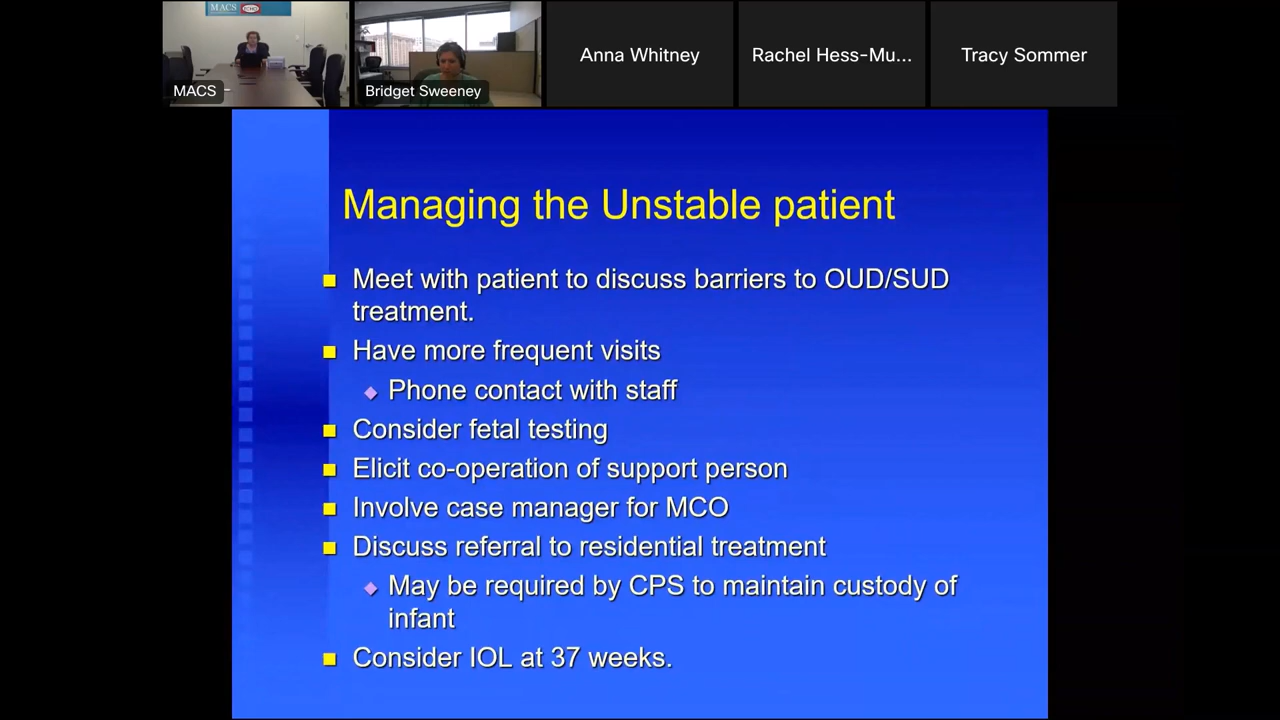 MACS
MACS
Bridget Sweeney
Anna Whitney
Rachel Hess-Mu...
Tracy Sommer
Managing the Unstable patient
Meet with patient to discuss barriers to OUD/SUD
treatment.
Have more frequent visits
Phone contact with staff
Consider fetal testing
Elicit co-operation of support person
Involve case manager for MCO
Discuss referral to residential treatment
May be required by CPS to maintain custody of
infant
Consider IOL at 37 weeks.